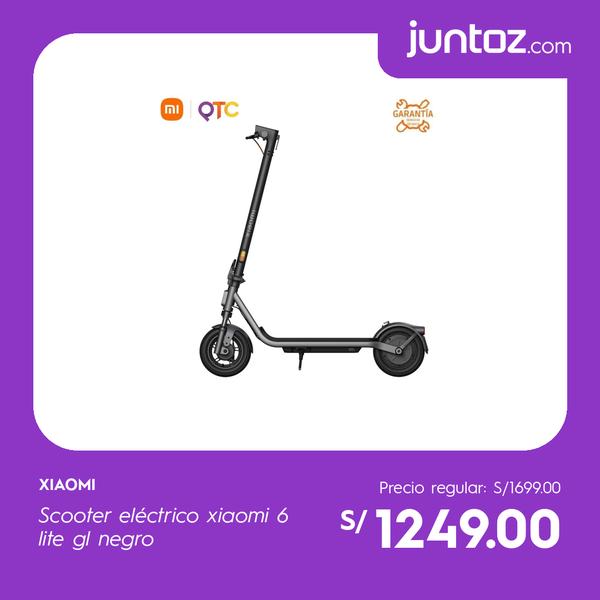 juntoz.com
mi QTC
GARANTÍA
XIAOMI
Scooter eléctrico xiaomi 6
lite gl negro
Precio regular: S/1699.00
S/1249.00